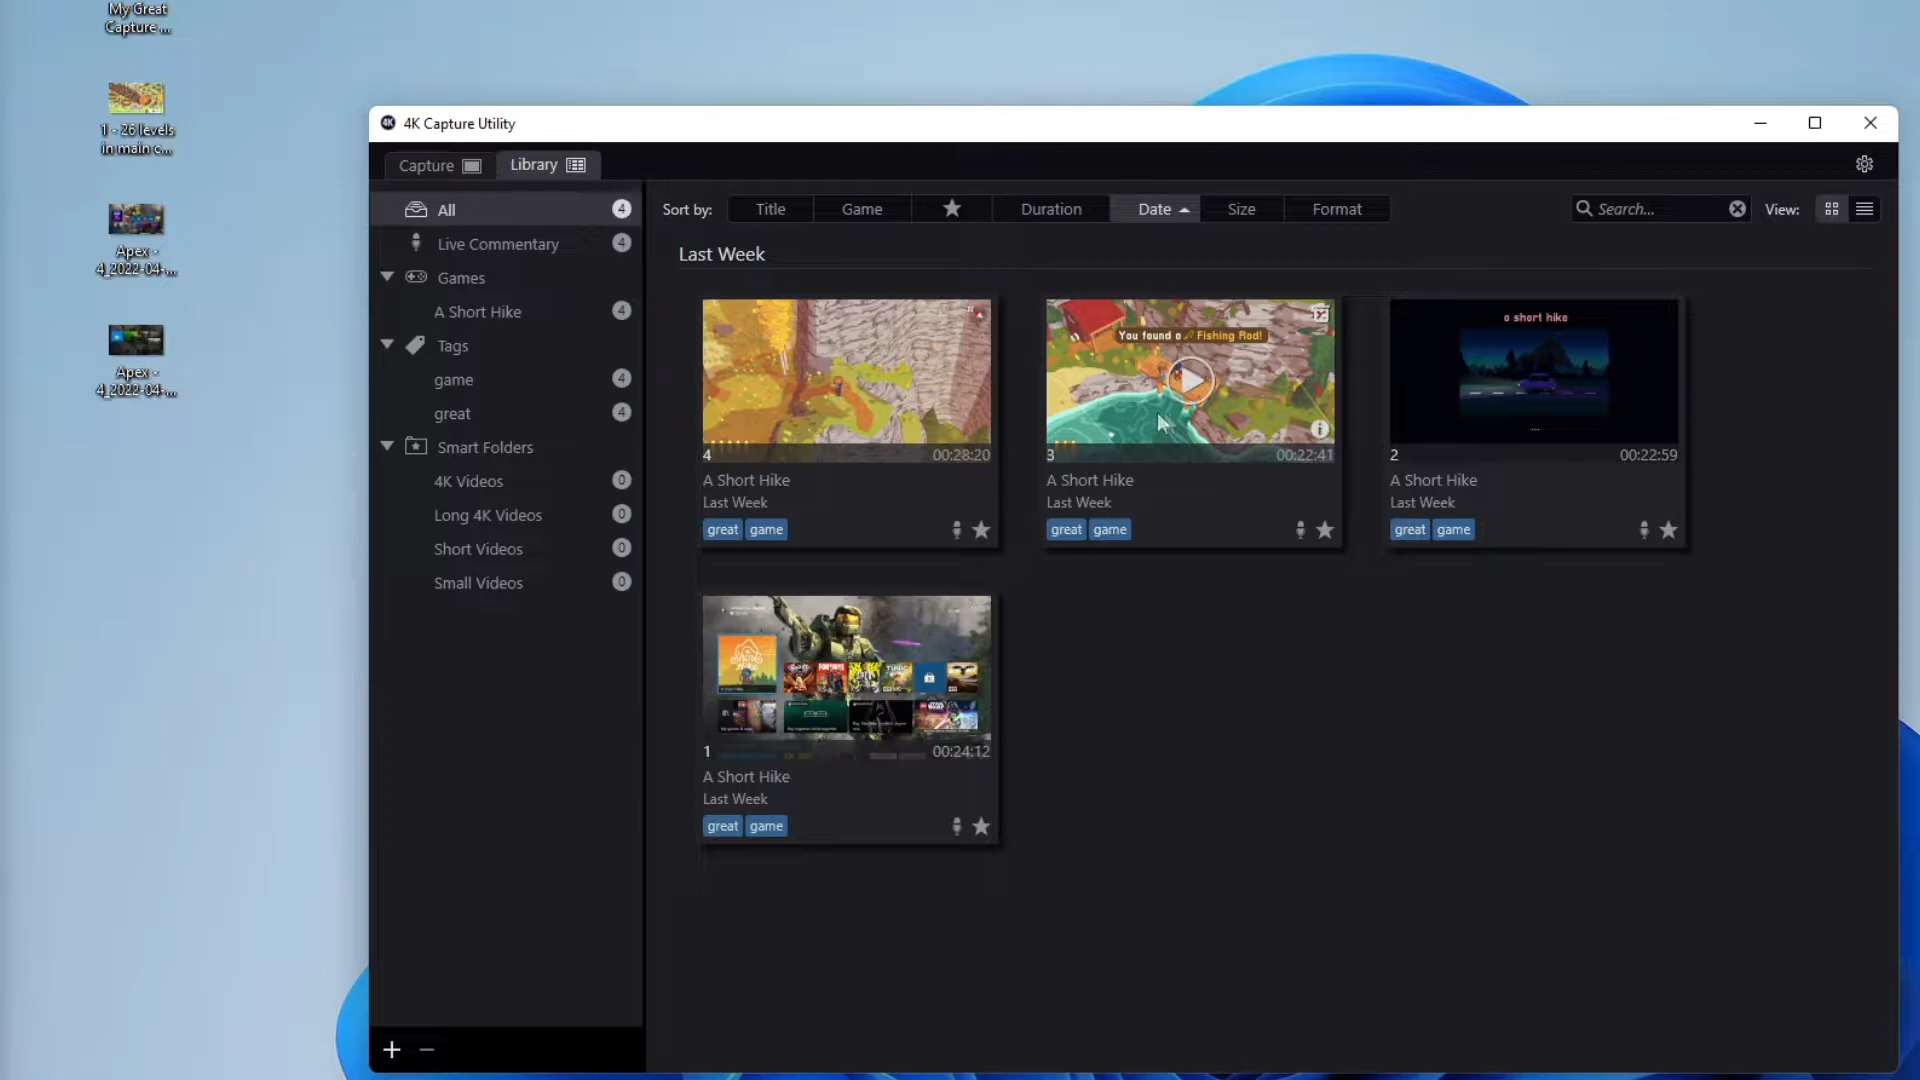 My Great
Capture ...
1 - 26 levels
in main c...
Apex -
4_2022-04-...
Apex -
4_2022-04-...
4K Capture Utility
Capture
Library
All 4
Live Commentary 4
Games
A Short Hike 4
Tags
game 4
great 4
Smart Folders
4K Videos 0
Long 4K Videos 0
Short Videos 0
Small Videos 0
Sort by: Title Game Duration Date Size Format
Search...
View:
Last Week
4 00:28:20
A Short Hike
Last Week
great game
You found a Fishing Rod!
3 00:22:41
A Short Hike
Last Week
great game
a short hike
...
2 00:22:59
A Short Hike
Last Week
great game
1 00:24:12
A Short Hike
Last Week
great game